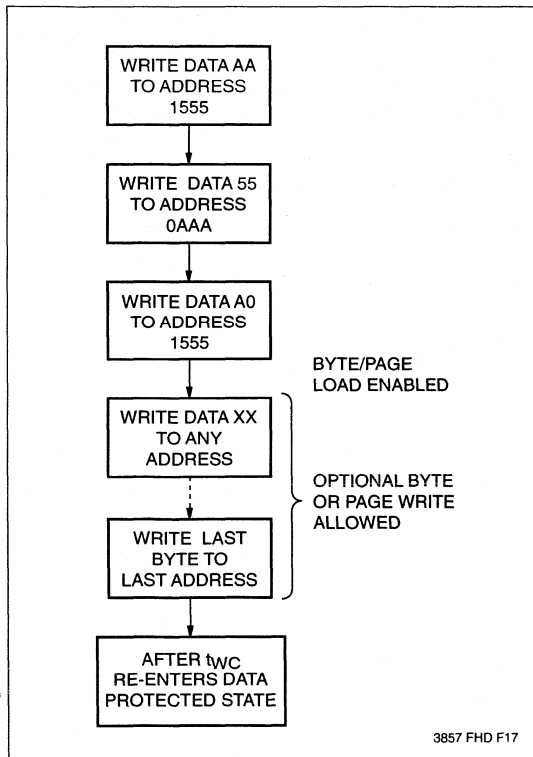 WRITE DATA AA
TO ADDRESS
1555
WRITE DATA 55
TO ADDRESS
0AAA
WRITE DATA A0
TO ADDRESS
1555
BYTE/PAGE
LOAD ENABLED
WRITE DATA XX
TO ANY
ADDRESS
OPTIONAL BYTE
OR PAGE WRITE
ALLOWED
WRITE LAST
BYTE TO
LAST ADDRESS
AFTER tWC
RE-ENTERS DATA
PROTECTED STATE
3857 FHD F17